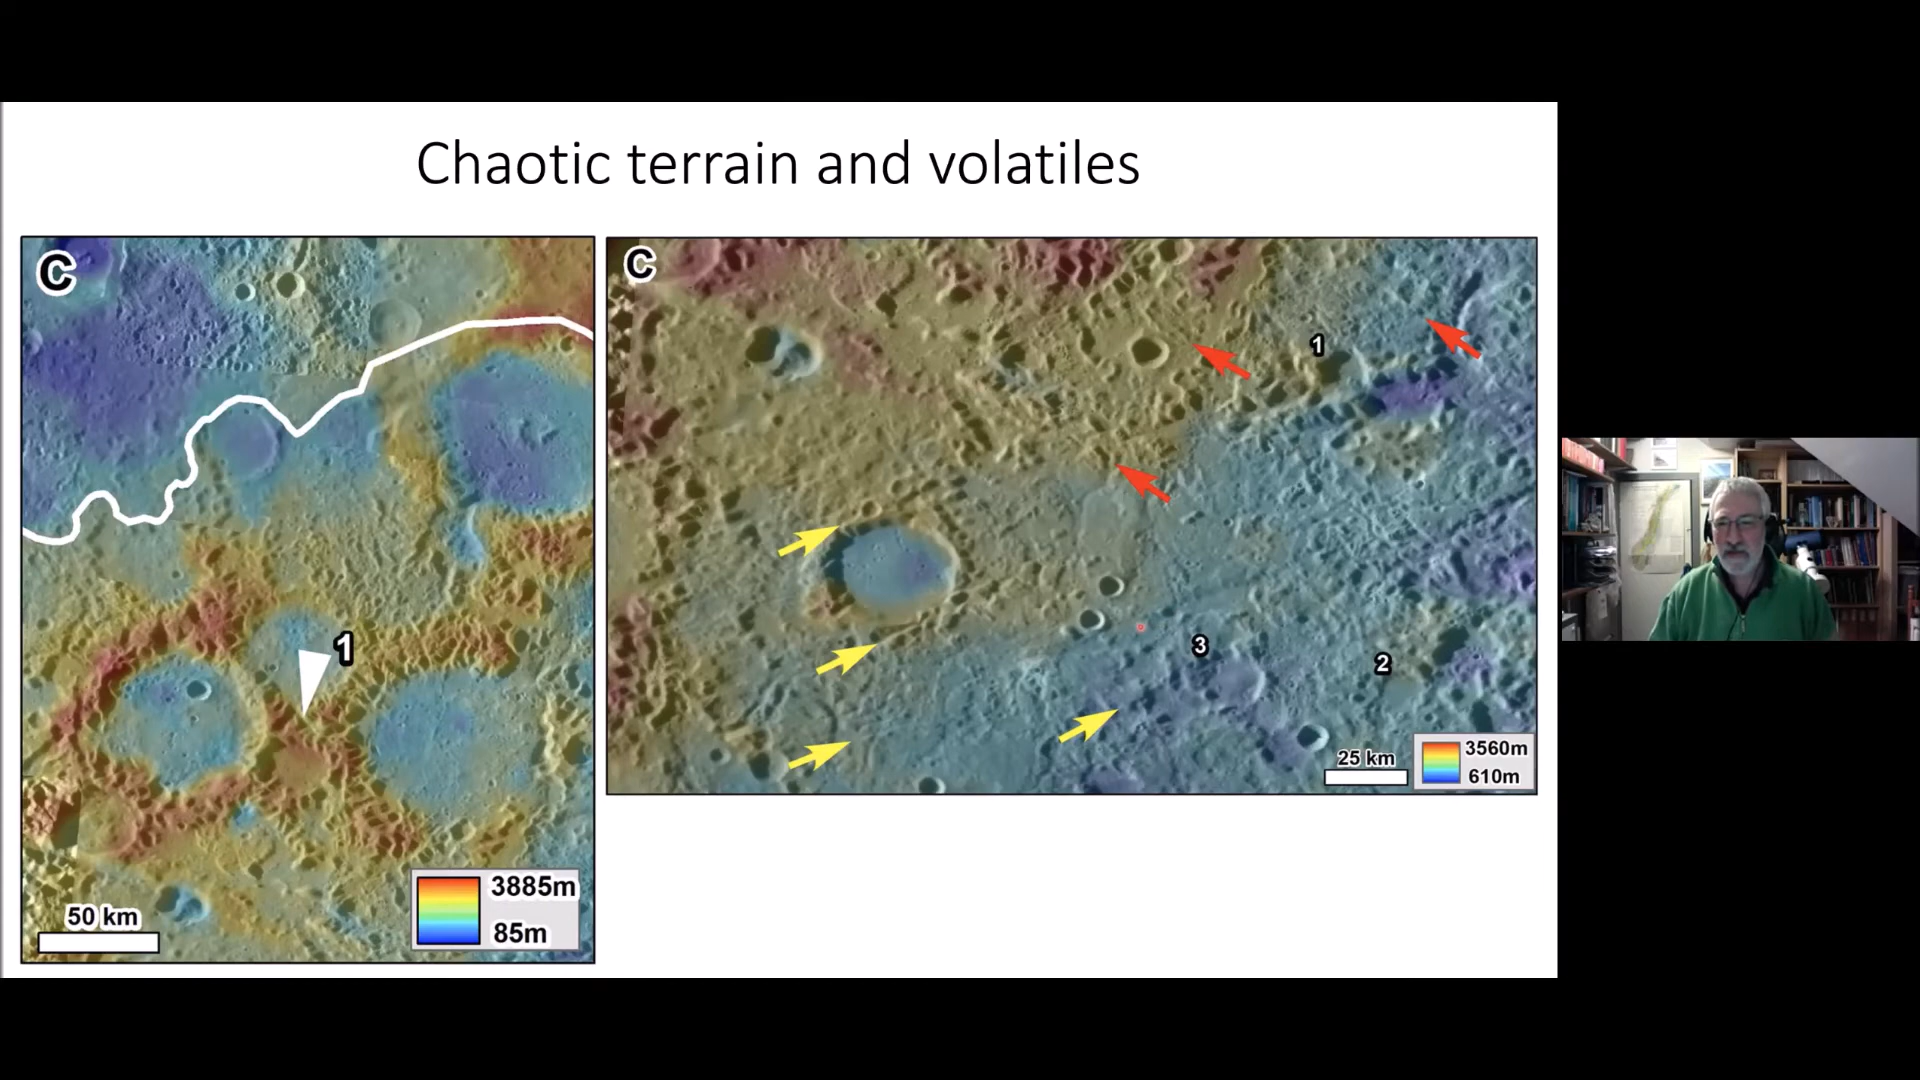 Chaotic terrain and volatiles
C
1
50 km
3885m
85m
C
1
3
2
25 km
3560m
610m